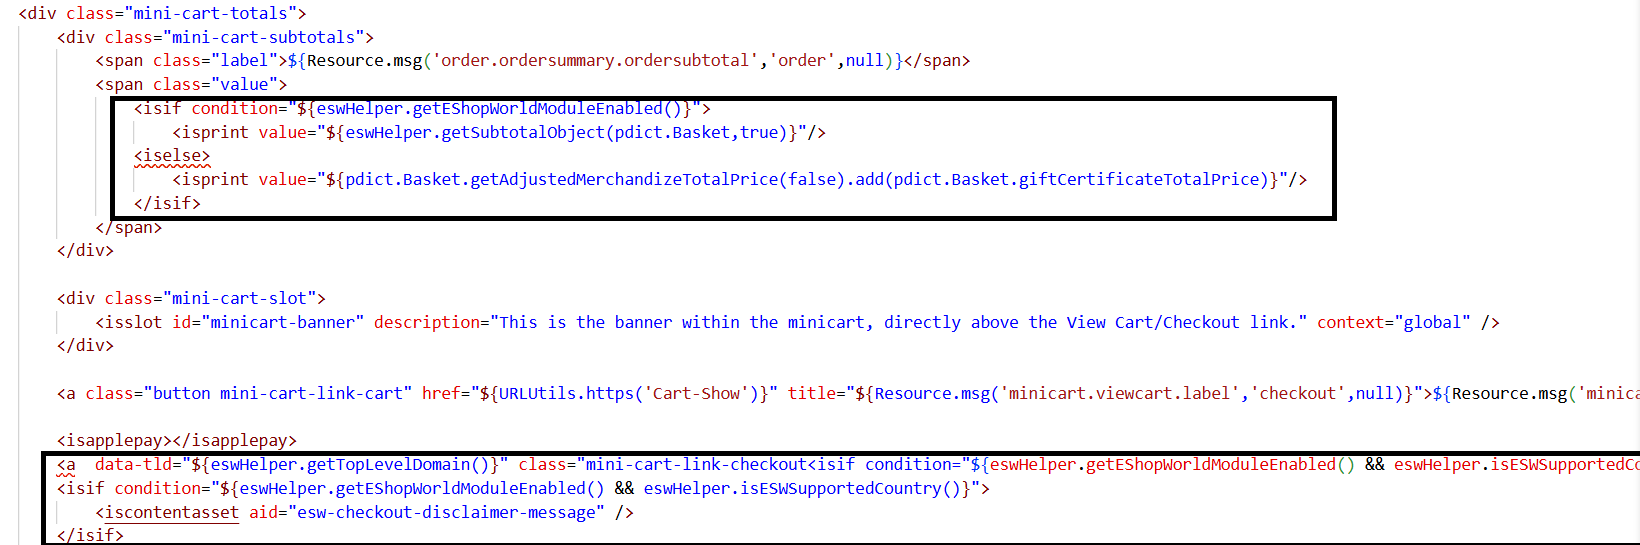 <div class="mini-cart-totals">
<div class="mini-cart-subtotals">
<span class="label">${Resource.msg('order.ordersummary.ordersubtotal','order',null)}</span>
<span class="value">
<isif condition="${eswHelper.getEShopWorldModuleEnabled()}">
<isprint value="${eswHelper.getSubtotalObject(pdict.Basket,true)}"/>
<iselse>
<isprint value="${pdict.Basket.getAdjustedMerchandizeTotalPrice(false).add(pdict.Basket.giftCertificateTotalPrice)}"/>
</isif>
</span>
</div>
<div class="mini-cart-slot">
<isslot id="minicart-banner" description="This is the banner within the minicart, directly above the View Cart/Checkout link." context="global" />
</div>
<a class="button mini-cart-link-cart" href="${URLUtils.https('Cart-Show')}" title="${Resource.msg('minicart.viewcart.label','checkout',null)}">${Resource.msg('minica
<isapplepay></isapplepay>
<a  data-tld="${eswHelper.getTopLevelDomain()}" class="mini-cart-link-checkout<isif condition="${eswHelper.getEShopWorldModuleEnabled() && eswHelper.isESWSupportedCo
<isif condition="${eswHelper.getEShopWorldModuleEnabled() && eswHelper.isESWSupportedCountry()}">
<iscontentasset aid="esw-checkout-disclaimer-message" />
</isif>